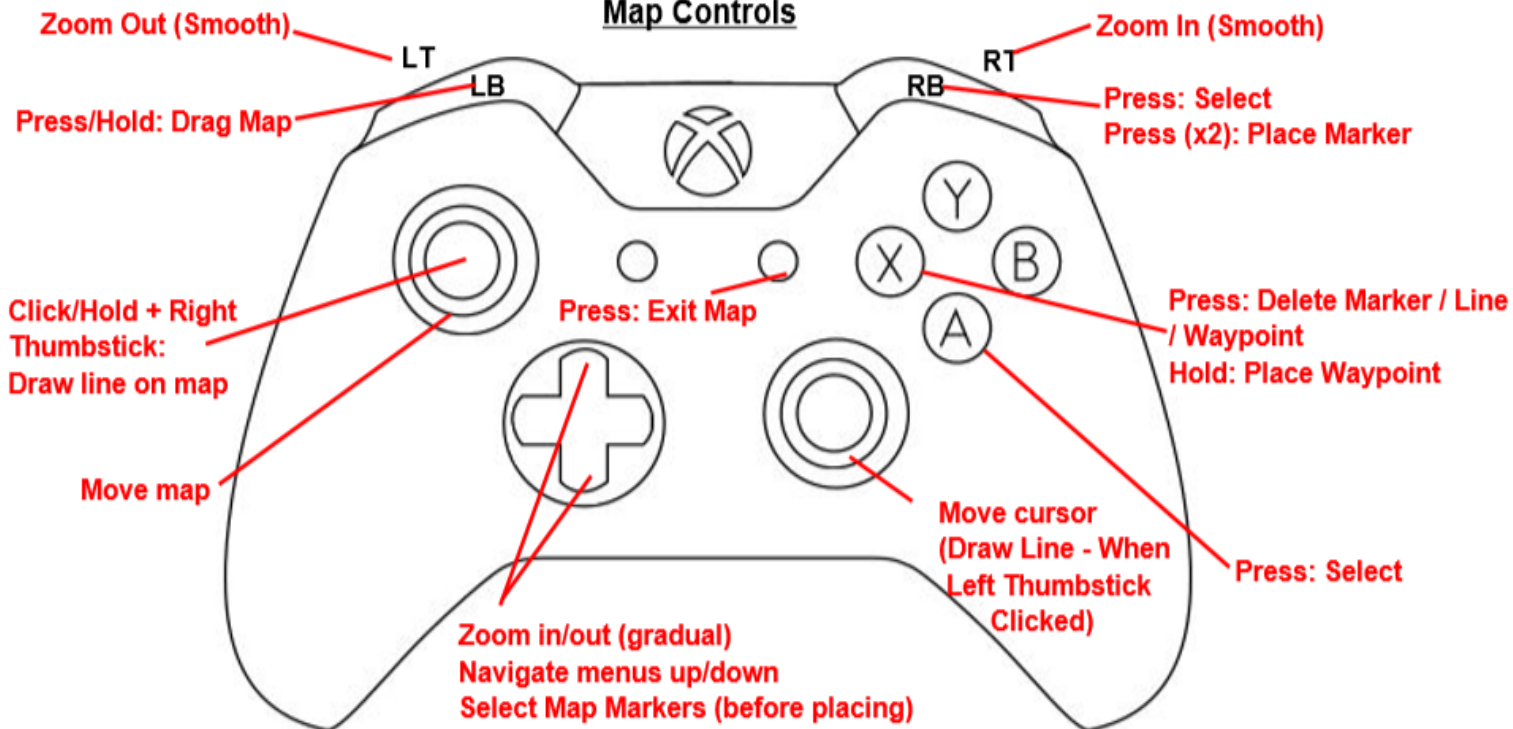 Map Controls
Zoom Out (Smooth)
LT
RT
Zoom In (Smooth)
LB
RB
Press/Hold: Drag Map
Press: Select
Press (x2): Place Marker
Y
X
B
A
Click/Hold + Right
Thumbstick:
Draw line on map
Press: Exit Map
Press: Delete Marker / Line
/ Waypoint
Hold: Place Waypoint
Move map
Move cursor
(Draw Line - When
Left Thumbstick
Clicked)
Press: Select
Zoom in/out (gradual)
Navigate menus up/down
Select Map Markers (before placing)